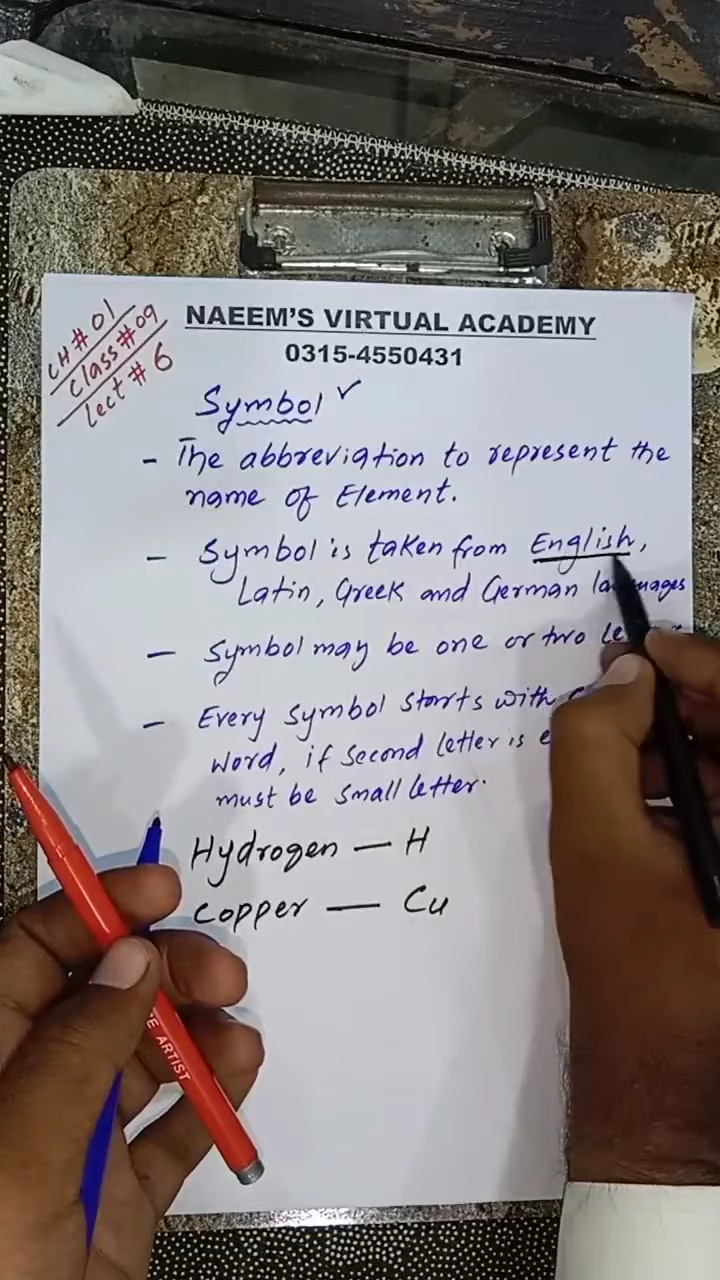 CH # 01
Class # 09
Lect # 6
NAEEM'S VIRTUAL ACADEMY
0315-4550431
Symbol ✓
- The abbreviation to represent the
name of Element.
- Symbol is taken from English,
Latin, Greek and German languages
- Symbol may be one or two
- Every Symbol starts with
word, if second letter is
must be small letter.
Hydrogen — H
Copper — Cu
TE ARTIST